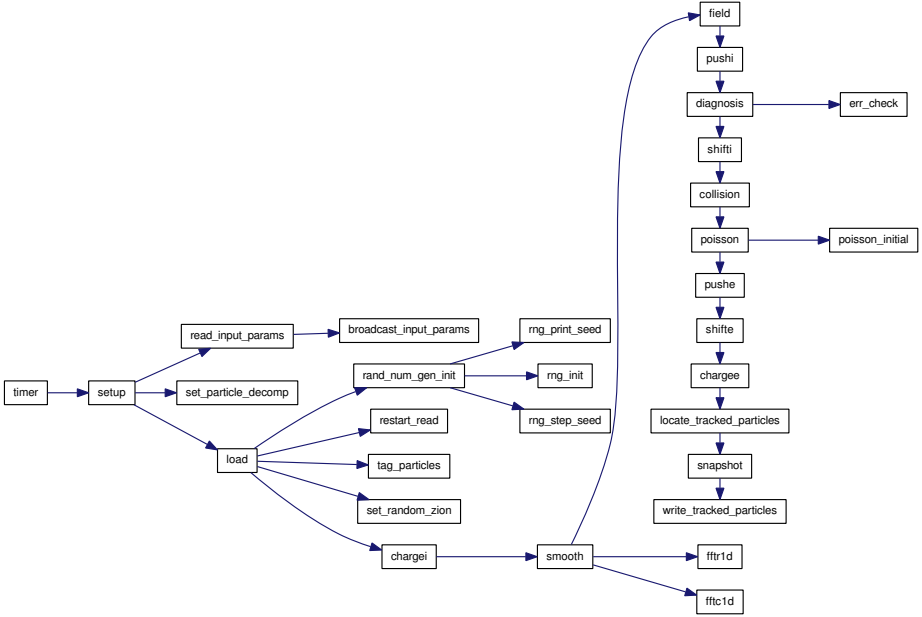 field
pushi
diagnosis
err_check
shifti
collision
poisson
poisson_initial
pushe
shifte
chargee
locate_tracked_particles
snapshot
write_tracked_particles
timer
setup
read_input_params
broadcast_input_params
set_particle_decomp
load
rand_num_gen_init
rng_print_seed
rng_init
rng_step_seed
restart_read
tag_particles
set_random_zion
chargei
smooth
fftr1d
fftc1d